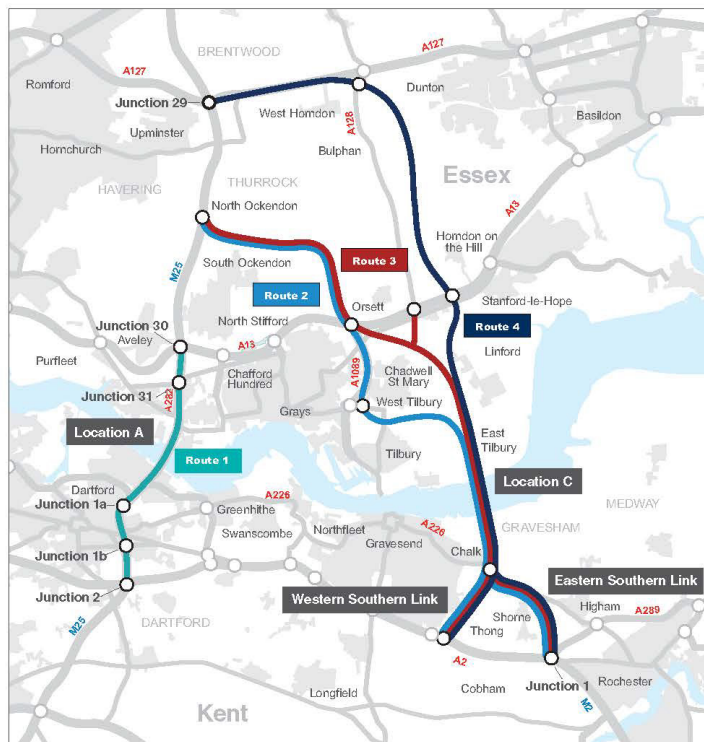 BRENTWOOD
A127
Romford
A127
Junction 29
Dunton
West Horndon
Upminster
A128
Basildon
Hornchurch
Bulphan
Essex
HAVERING
THURROCK
A13
North Ockendon
Horndon on
the Hill
M25
South Ockendon
Route 3
Route 2
Orsett
Stanford-le-Hope
Junction 30
Aveley
North Stifford
Route 4
A13
Linford
Purfleet
Chafford
Hundred
Chadwell
St Mary
A1089
Junction 31
A282
Grays
West Tilbury
Location A
East
Tilbury
Route 1
Tilbury
Location C
Dartford
A226
MEDWAY
Junction 1a
Greenhithe
GRAVESHAM
Swanscombe
Northfleet
A226
Gravesend
Junction 1b
Chalk
Eastern Southern Link
Junction 2
Western Southern Link
Higham
Shorne
A289
M25
DARTFORD
Thong
A2
Rochester
Cobham
Junction 1
Longfield
M2
Kent